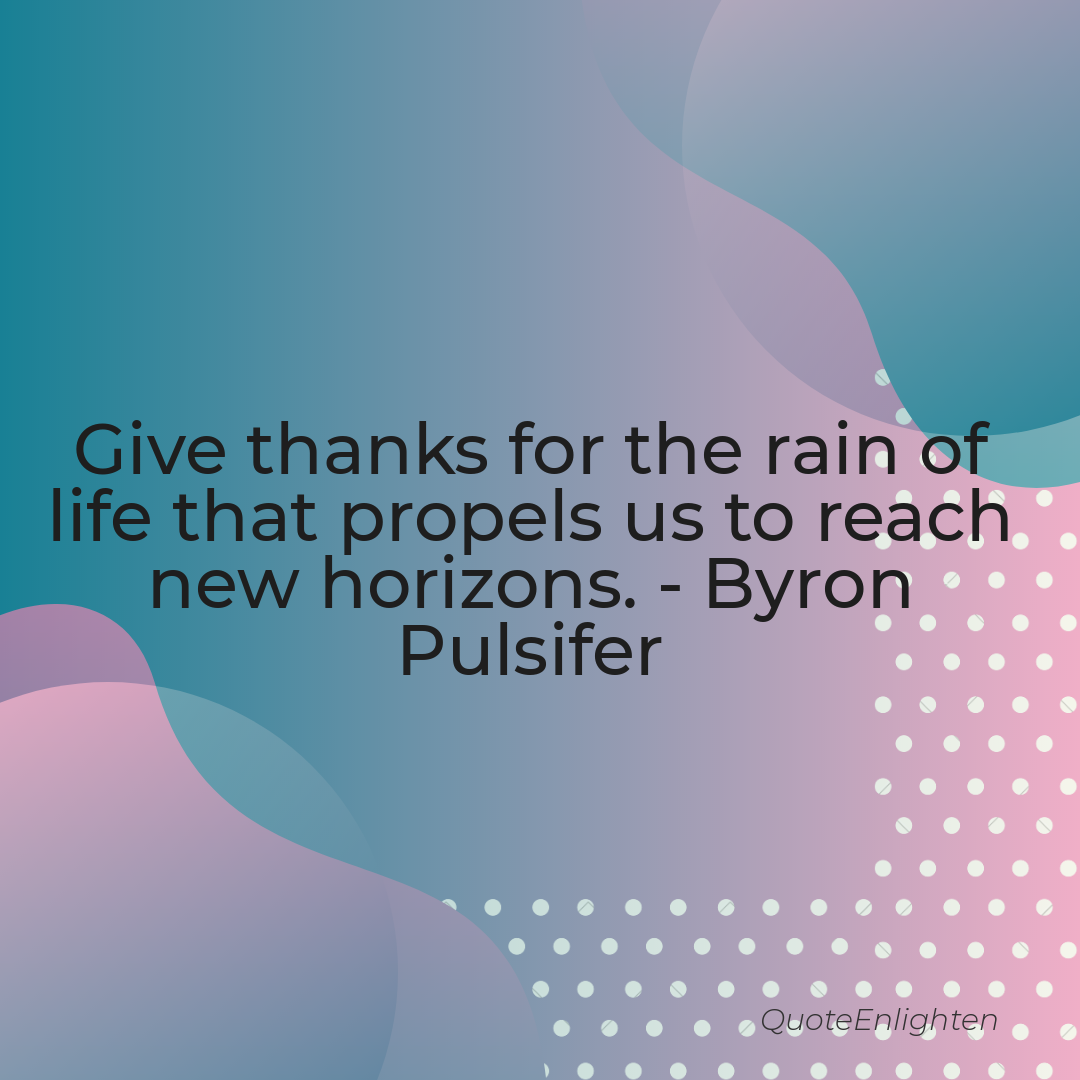 Give thanks for the rain of
life that propels us to reach
new horizons. - Byron
Pulsifer
QuoteEnlighten